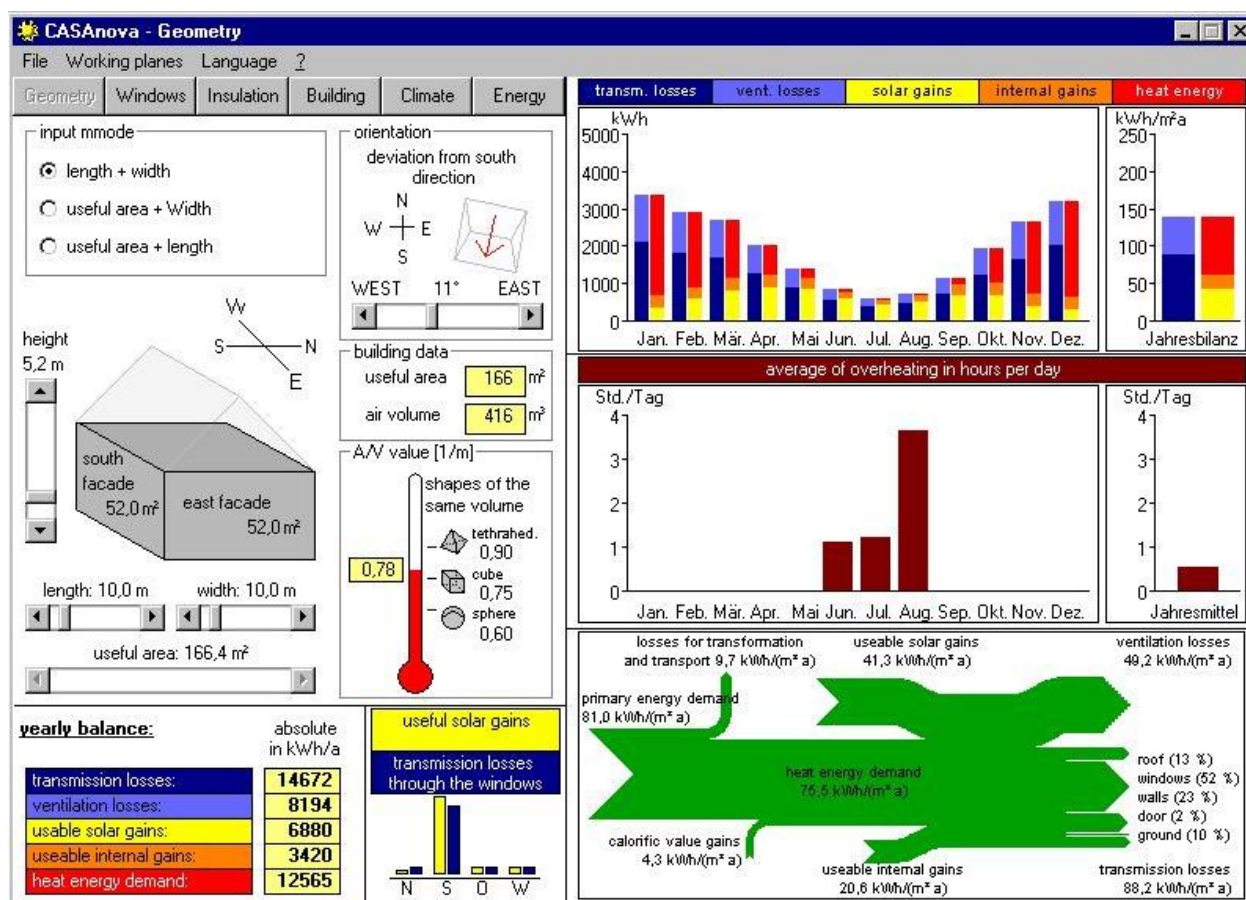 CASAnova - Geometry
File Working planes Language ?
Geometry Windows Insulation Building Climate Energy
input mmode
length + width
useful area + Width
useful area + length
orientation
deviation from south
direction
N
W E
S
WEST 11° EAST
height
5,2 m
W
S N
E
south
facade
52,0 m²
east facade
52,0 m²
length: 10,0 m width: 10,0 m
useful area: 166,4 m²
building data
useful area 166 m²
air volume 416 m³
A/V value [1/m]
shapes of the
same volume
tethrahed.
0,90
0,78
cube
0,75
sphere
0,60
yearly balance:
absolute
in kWh/a
transmission losses: 14672
ventilation losses: 8194
usable solar gains: 6880
useable internal gains: 3420
heat energy demand: 12565
useful solar gains
transmission losses
through the windows
N S O W
transm. losses vent. losses solar gains internal gains heat energy
kWh
5000
4000
3000
2000
1000
0
Jan. Feb. Mär. Apr. Mai Jun. Jul. Aug. Sep. Okt. Nov. Dez.
kWh/m²a
250
200
150
100
50
0
Jahresbilanz
average of overheating in hours per day
Std./Tag
4
3
2
1
0
Jan. Feb. Mär. Apr. Mai Jun. Jul. Aug. Sep. Okt. Nov. Dez.
Std./Tag
4
3
2
1
0
Jahresmittel
losses for transformation
and transport 9,7 kWh/(m² a)
useable solar gains
41,3 kWh/(m² a)
ventilation losses
49,2 kWh/(m² a)
primary energy demand
81,0 kWh/(m² a)
heat energy demand
75,5 kWh/(m² a)
roof (13 %)
windows (52 %)
walls (23 %)
door (2 %)
ground (10 %)
calorific value gains
4,3 kWh/(m² a)
useable internal gains
20,6 kWh/(m² a)
transmission losses
88,2 kWh/(m² a)